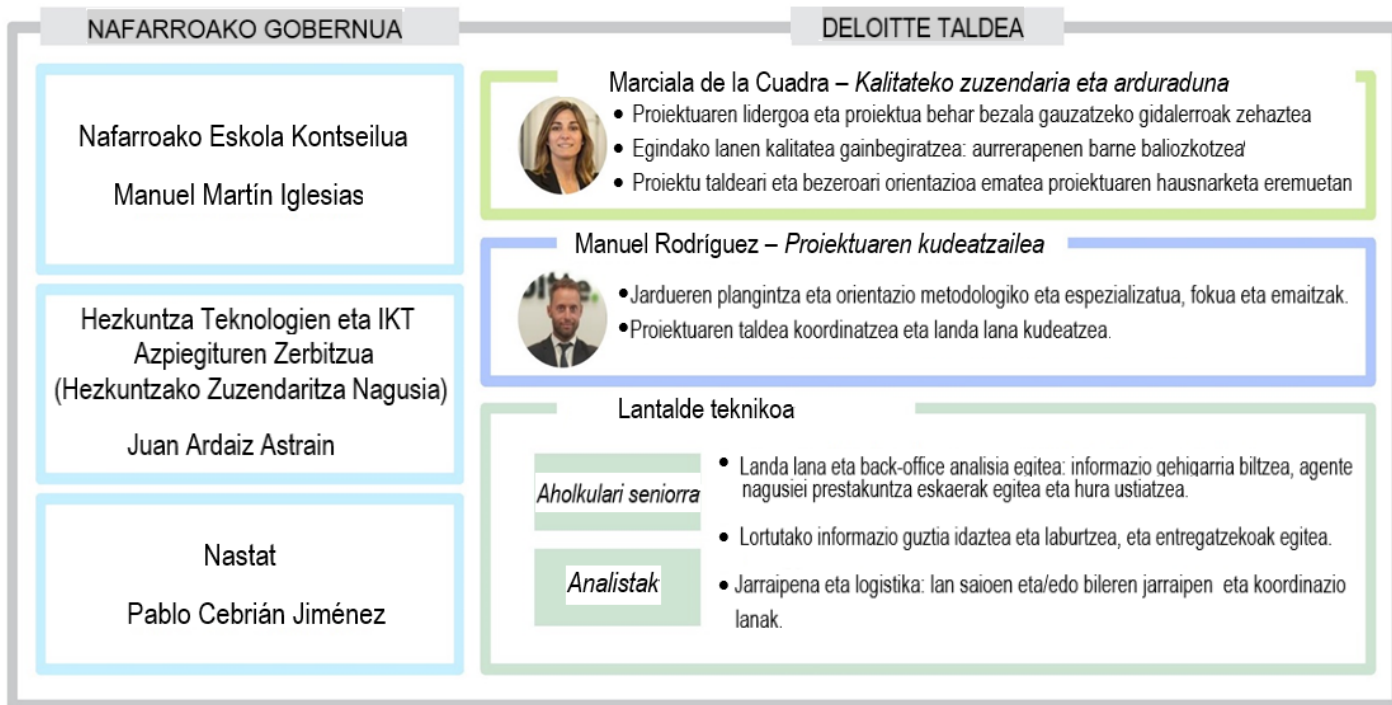 NAFARROAKO GOBERNUA
Nafarroako Eskola Kontseilua
Manuel Martín Iglesias
Hezkuntza Teknologien eta IKT
Azpiegituren Zerbitzua
(Hezkuntzako Zuzendaritza Nagusia)
Juan Ardaiz Astrain
Nastat
Pablo Cebrián Jiménez
DELOITTE TALDEA
Marciala de la Cuadra – Kalitateko zuzendaria eta arduraduna
• Proiektuaren lidergoa eta proiektua behar bezala gauzatzeko gidalerroak zehaztea
• Egindako lanen kalitatea gainbegiratzea: aurrerapenen barne baliozkotzea
• Proiektu taldeari eta bezeroari orientazioa ematea proiektuaren hausnarketa eremuetan
Manuel Rodríguez – Proiektuaren kudeatzailea
• Jardueren plangintza eta orientazio metodologiko eta espezializatua, fokua eta emaitzak.
• Proiektuaren taldea koordinatzea eta landa lana kudeatzea.
Lantalde teknikoa
Aholkulari seniorra
Analistak
• Landa lana eta back-office analisia egitea: informazio gehigarria biltzea, agente
nagusiei prestakuntza eskaerak egitea eta hura ustiatzea.
• Lortutako informazio guztia idaztea eta laburtzea, eta entregatzekoak egitea.
• Jarraipena eta logistika: lan saioen eta/edo bileren jarraipen eta koordinazio
lanak.